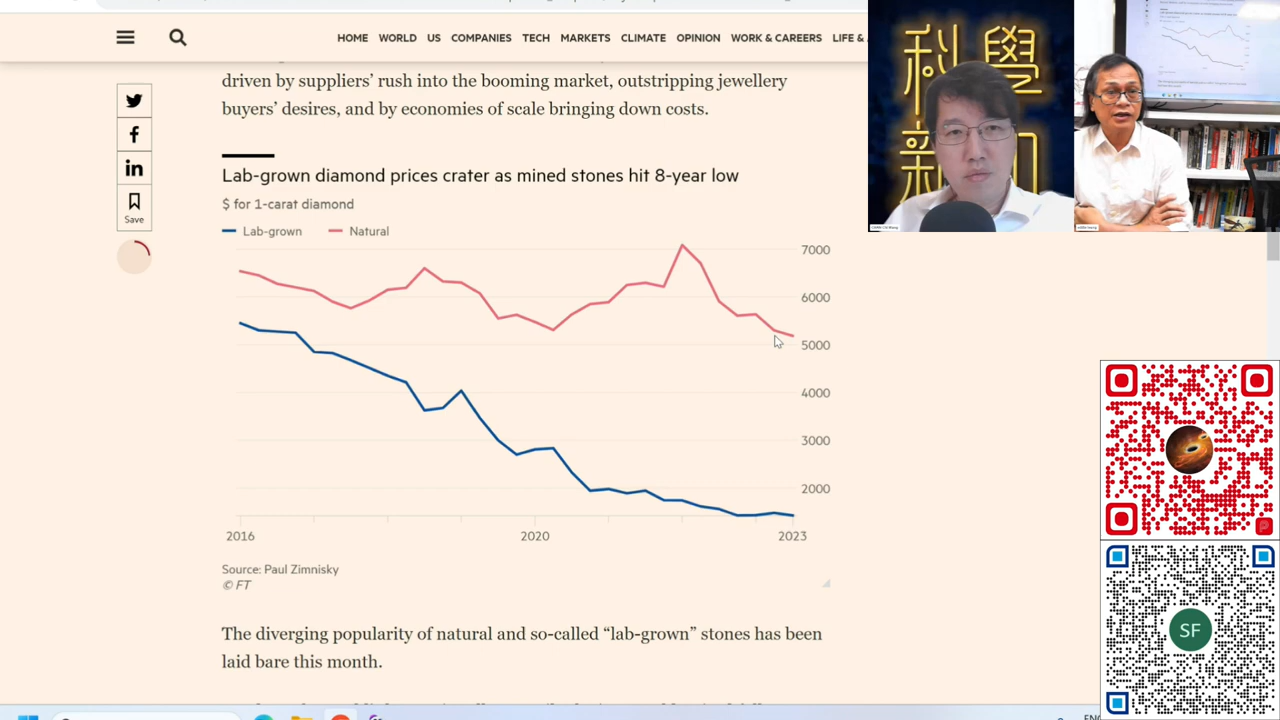 HOME WORLD US COMPANIES TECH MARKETS CLIMATE OPINION WORK & CAREERS LIFE &
driven by suppliers’ rush into the booming market, outstripping jewellery
buyers’ desires, and by economies of scale bringing down costs.
Save
Lab-grown diamond prices crater as mined stones hit 8-year low
$ for 1-carat diamond
Lab-grown Natural
7000
6000
5000
4000
3000
2000
2016 2020 2023
Source: Paul Zimnisky
© FT
The diverging popularity of natural and so-called “lab-grown” stones has been
laid bare this month.
科學
新
SF
ENG